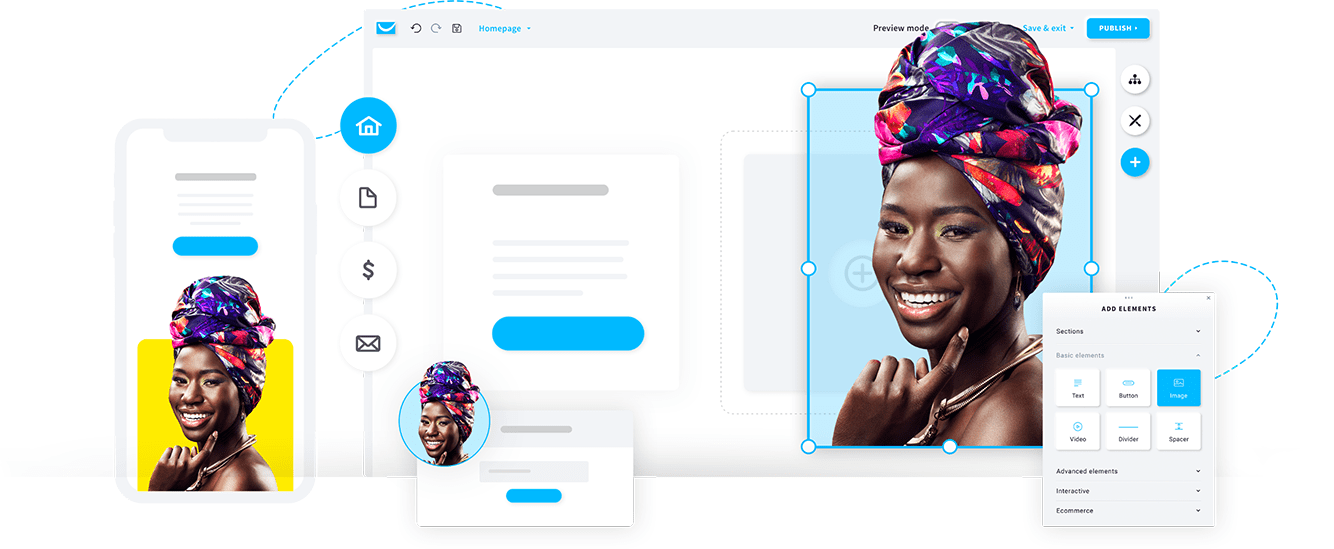 Homepage
Preview mode
Save & exit
PUBLISH
ADD ELEMENTS
Sections
Basic elements
Text
Button
Image
Video
Divider
Spacer
Advanced elements
Interactive
Ecommerce